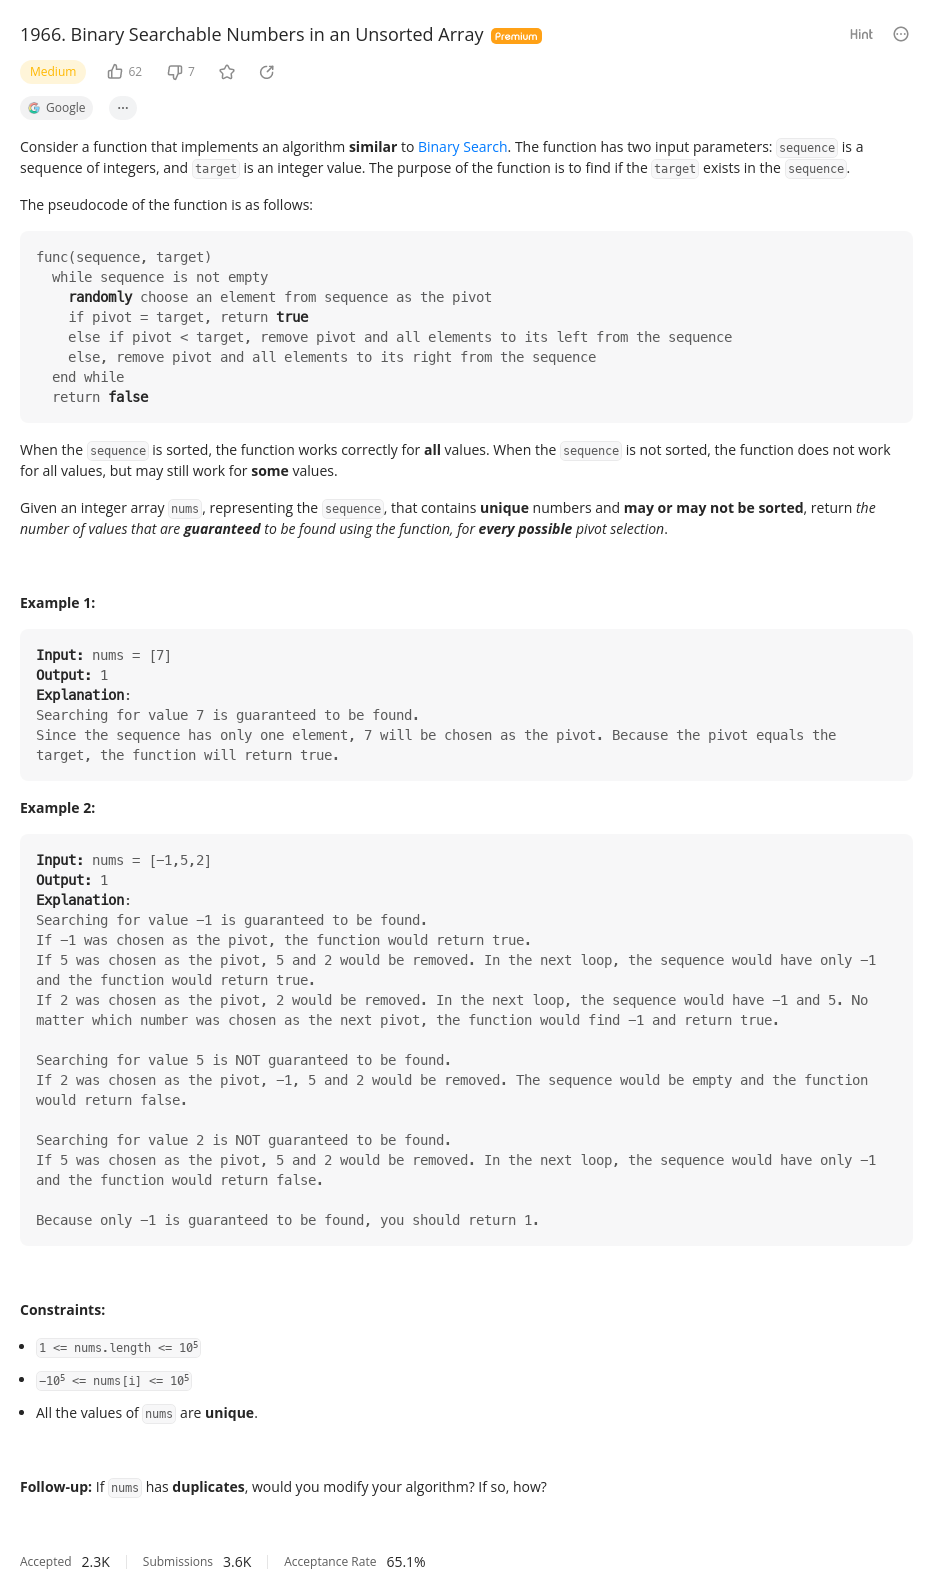 1966. Binary Searchable Numbers in an Unsorted Array Premium Hint
Medium 62 7
Google ...
Consider a function that implements an algorithm similar to Binary Search. The function has two input parameters: sequence is a
sequence of integers, and target is an integer value. The purpose of the function is to find if the target exists in the sequence.
The pseudocode of the function is as follows:
func(sequence, target)
  while sequence is not empty
    randomly choose an element from sequence as the pivot
    if pivot = target, return true
    else if pivot < target, remove pivot and all elements to its left from the sequence
    else, remove pivot and all elements to its right from the sequence
  end while
  return false
When the sequence is sorted, the function works correctly for all values. When the sequence is not sorted, the function does not work
for all values, but may still work for some values.
Given an integer array nums, representing the sequence, that contains unique numbers and may or may not be sorted, return the
number of values that are guaranteed to be found using the function, for every possible pivot selection.
Example 1:
Input: nums = [7]
Output: 1
Explanation:
Searching for value 7 is guaranteed to be found.
Since the sequence has only one element, 7 will be chosen as the pivot. Because the pivot equals the
target, the function will return true.
Example 2:
Input: nums = [-1,5,2]
Output: 1
Explanation:
Searching for value -1 is guaranteed to be found.
If -1 was chosen as the pivot, the function would return true.
If 5 was chosen as the pivot, 5 and 2 would be removed. In the next loop, the sequence would have only -1
and the function would return true.
If 2 was chosen as the pivot, 2 would be removed. In the next loop, the sequence would have -1 and 5. No
matter which number was chosen as the next pivot, the function would find -1 and return true.
Searching for value 5 is NOT guaranteed to be found.
If 2 was chosen as the pivot, -1, 5 and 2 would be removed. The sequence would be empty and the function
would return false.
Searching for value 2 is NOT guaranteed to be found.
If 5 was chosen as the pivot, 5 and 2 would be removed. In the next loop, the sequence would have only -1
and the function would return false.
Because only -1 is guaranteed to be found, you should return 1.
Constraints:
• 1 <= nums.length <= 10⁵
• -10⁵ <= nums[i] <= 10⁵
• All the values of nums are unique.
Follow-up: If nums has duplicates, would you modify your algorithm? If so, how?
Accepted 2.3K Submissions 3.6K Acceptance Rate 65.1%